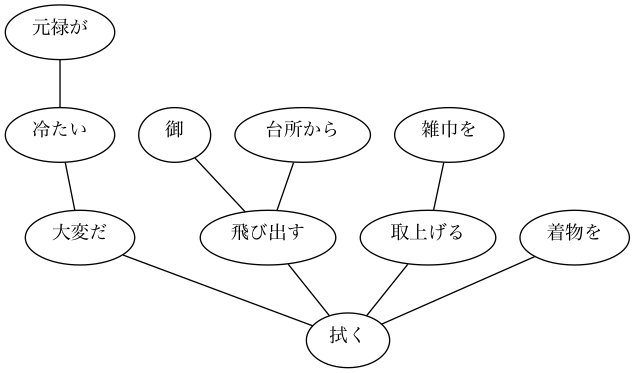 元禄が
冷たい
御
台所から
雑巾を
大変だ
飛び出す
取上げる
着物を
拭く